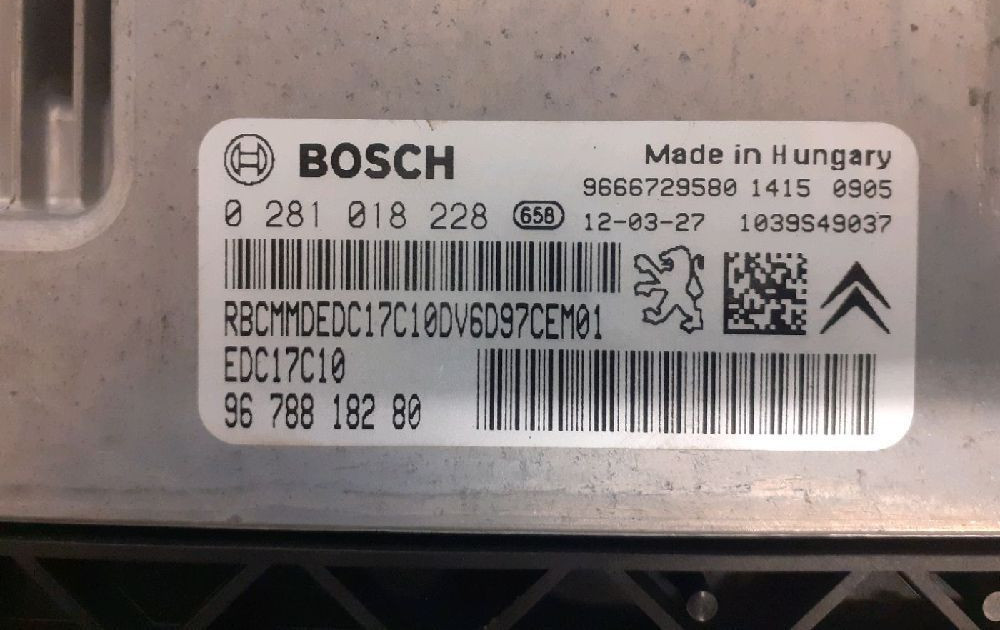 BOSCH
Made in Hungary
9666729580 1415 0905
0 281 018 228 658 12-03-27 1039S49037
RBCMMDEDC17C10DV6D97CEM01
EDC17C10
96 788 182 80